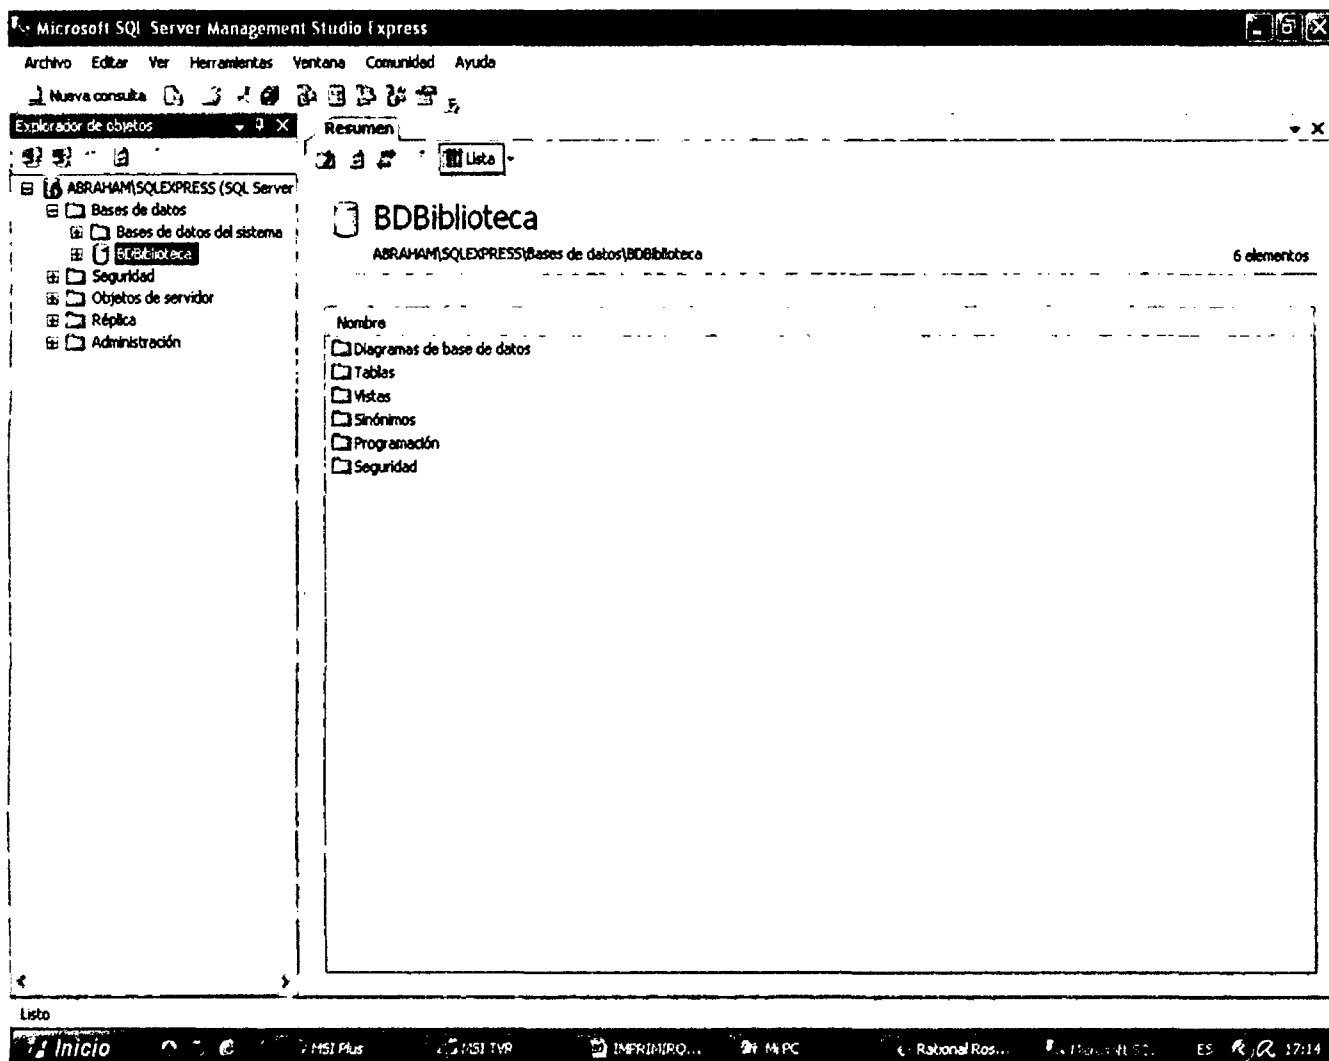 Microsoft SQL Server Management Studio Express
Archivo Editar Ver Herramientas Ventana Comunidad Ayuda
Nueva consulta
Explorador de objetos
Resumen
Lista
ABRAHAM\SQLEXPRESS (SQL Server
Bases de datos
Bases de datos del sistema
BDBiblioteca
Seguridad
Objetos de servidor
Réplica
Administración
BDBiblioteca
ABRAHAM\SQLEXPRESS\Bases de datos\BDBiblioteca
6 elementos
Nombre
Diagramas de base de datos
Tablas
Vistas
Sinónimos
Programación
Seguridad
Listo
Inicio
MSI Plus
MSI TVR
IMPRIMIRO...
Mi PC
Rational Ros...
ES
17:14